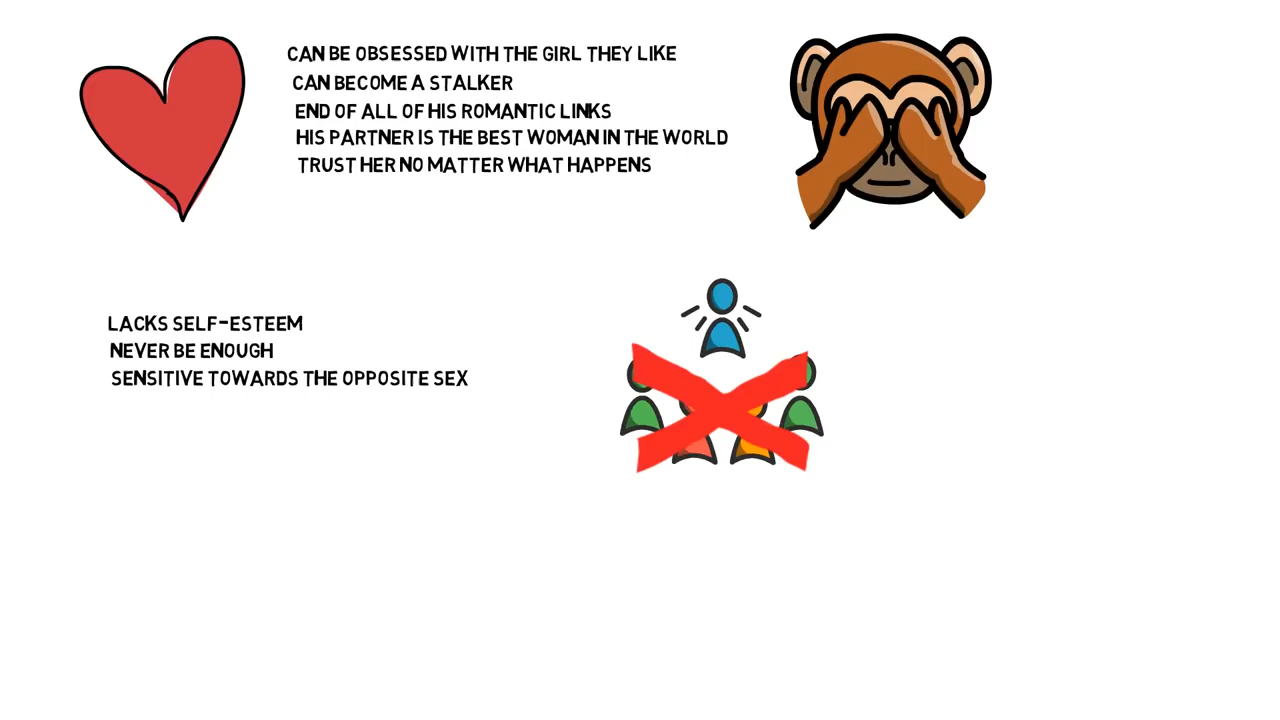 CAN BE OBSESSED WITH THE GIRL THEY LIKE
CAN BECOME A STALKER
END OF ALL OF HIS ROMANTIC LINKS
HIS PARTNER IS THE BEST WOMAN IN THE WORLD
TRUST HER NO MATTER WHAT HAPPENS
LACKS SELF-ESTEEM
NEVER BE ENOUGH
SENSITIVE TOWARDS THE OPPOSITE SEX